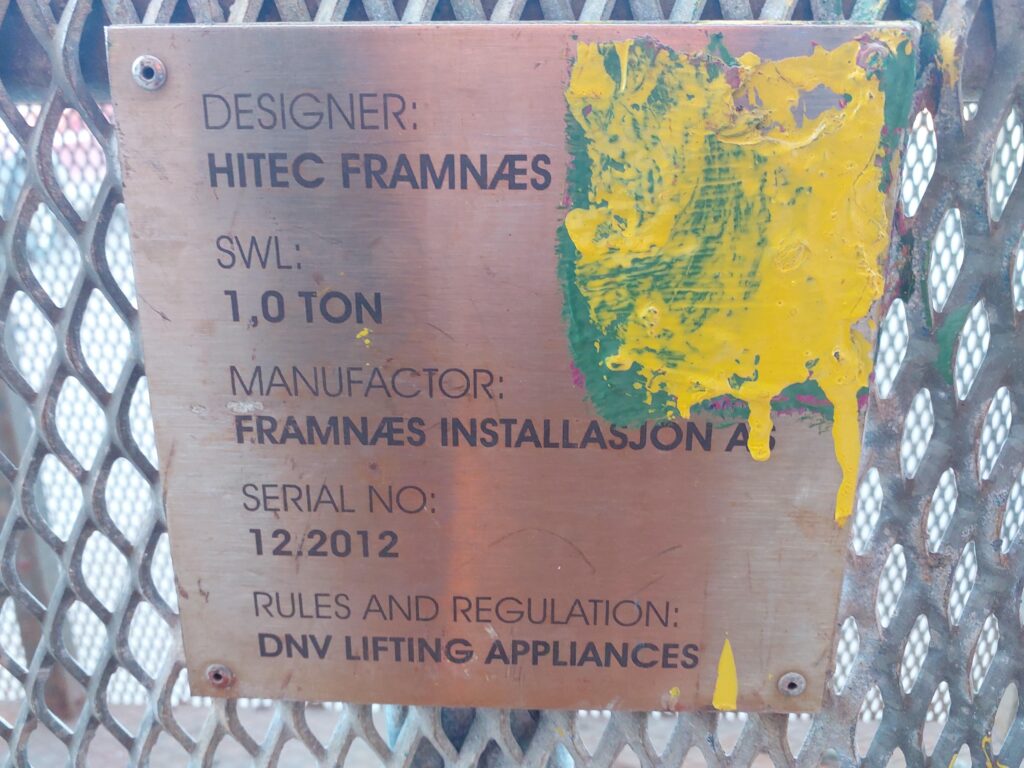 DESIGNER:
HITEC FRAMNÆS
SWL:
1,0 TON
MANUFACTOR:
FRAMNÆS INSTALLASJON AS
SERIAL NO:
12.2012
RULES AND REGULATION:
DNV LIFTING APPLIANCES